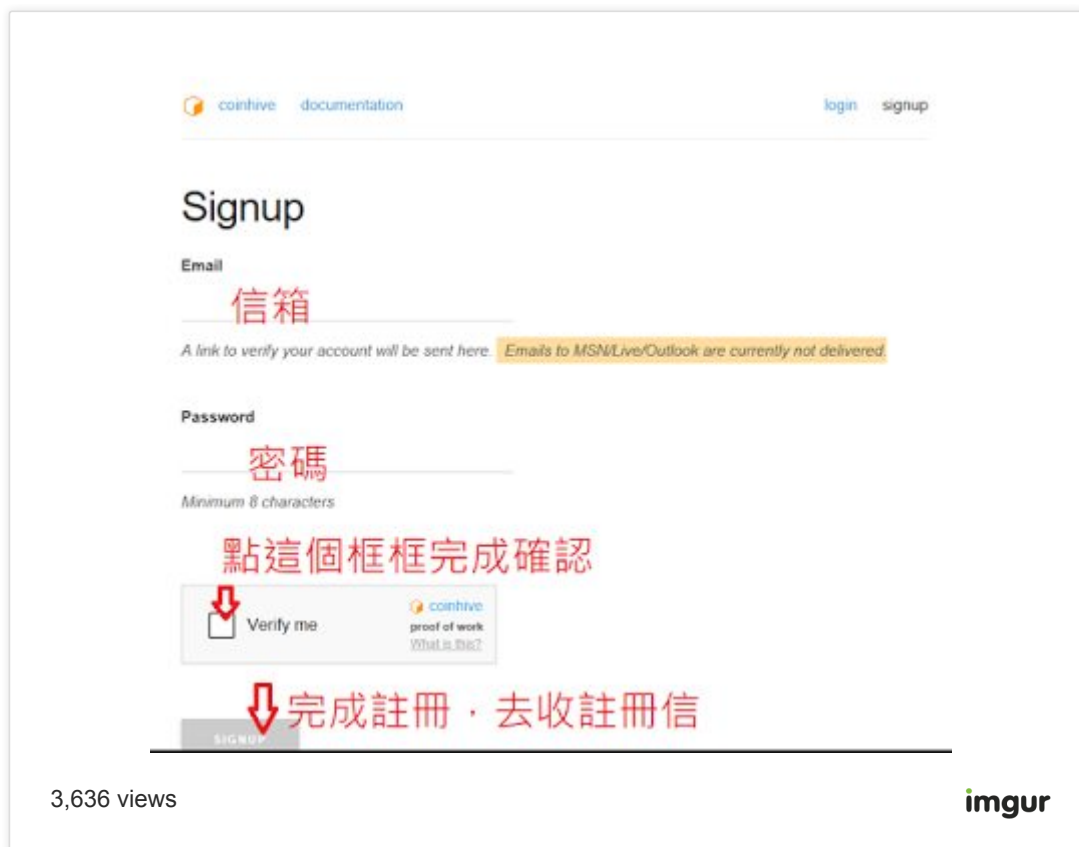 coinhive documentation login signup
Signup
Email
信箱
A link to verify your account will be sent here. Emails to MSN/Live/Outlook are currently not delivered.
Password
密碼
Minimum 8 characters
點這個框框完成確認
coinhive
Verify me
proof of work
What is this?
完成註冊，去收註冊信
SIGNUP
3,636 views
imgur